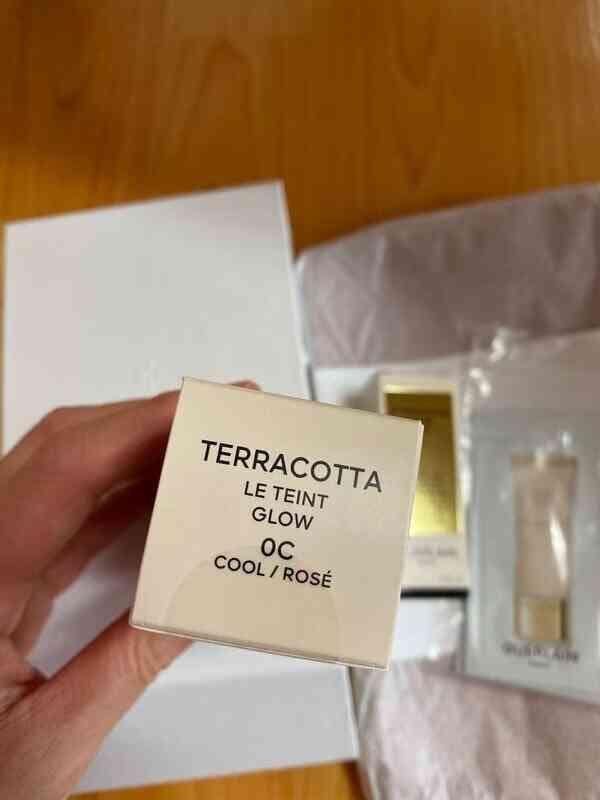 TERRACOTTA
LE TEINT
GLOW
0C
COOL / ROSÉ
GUERLAIN